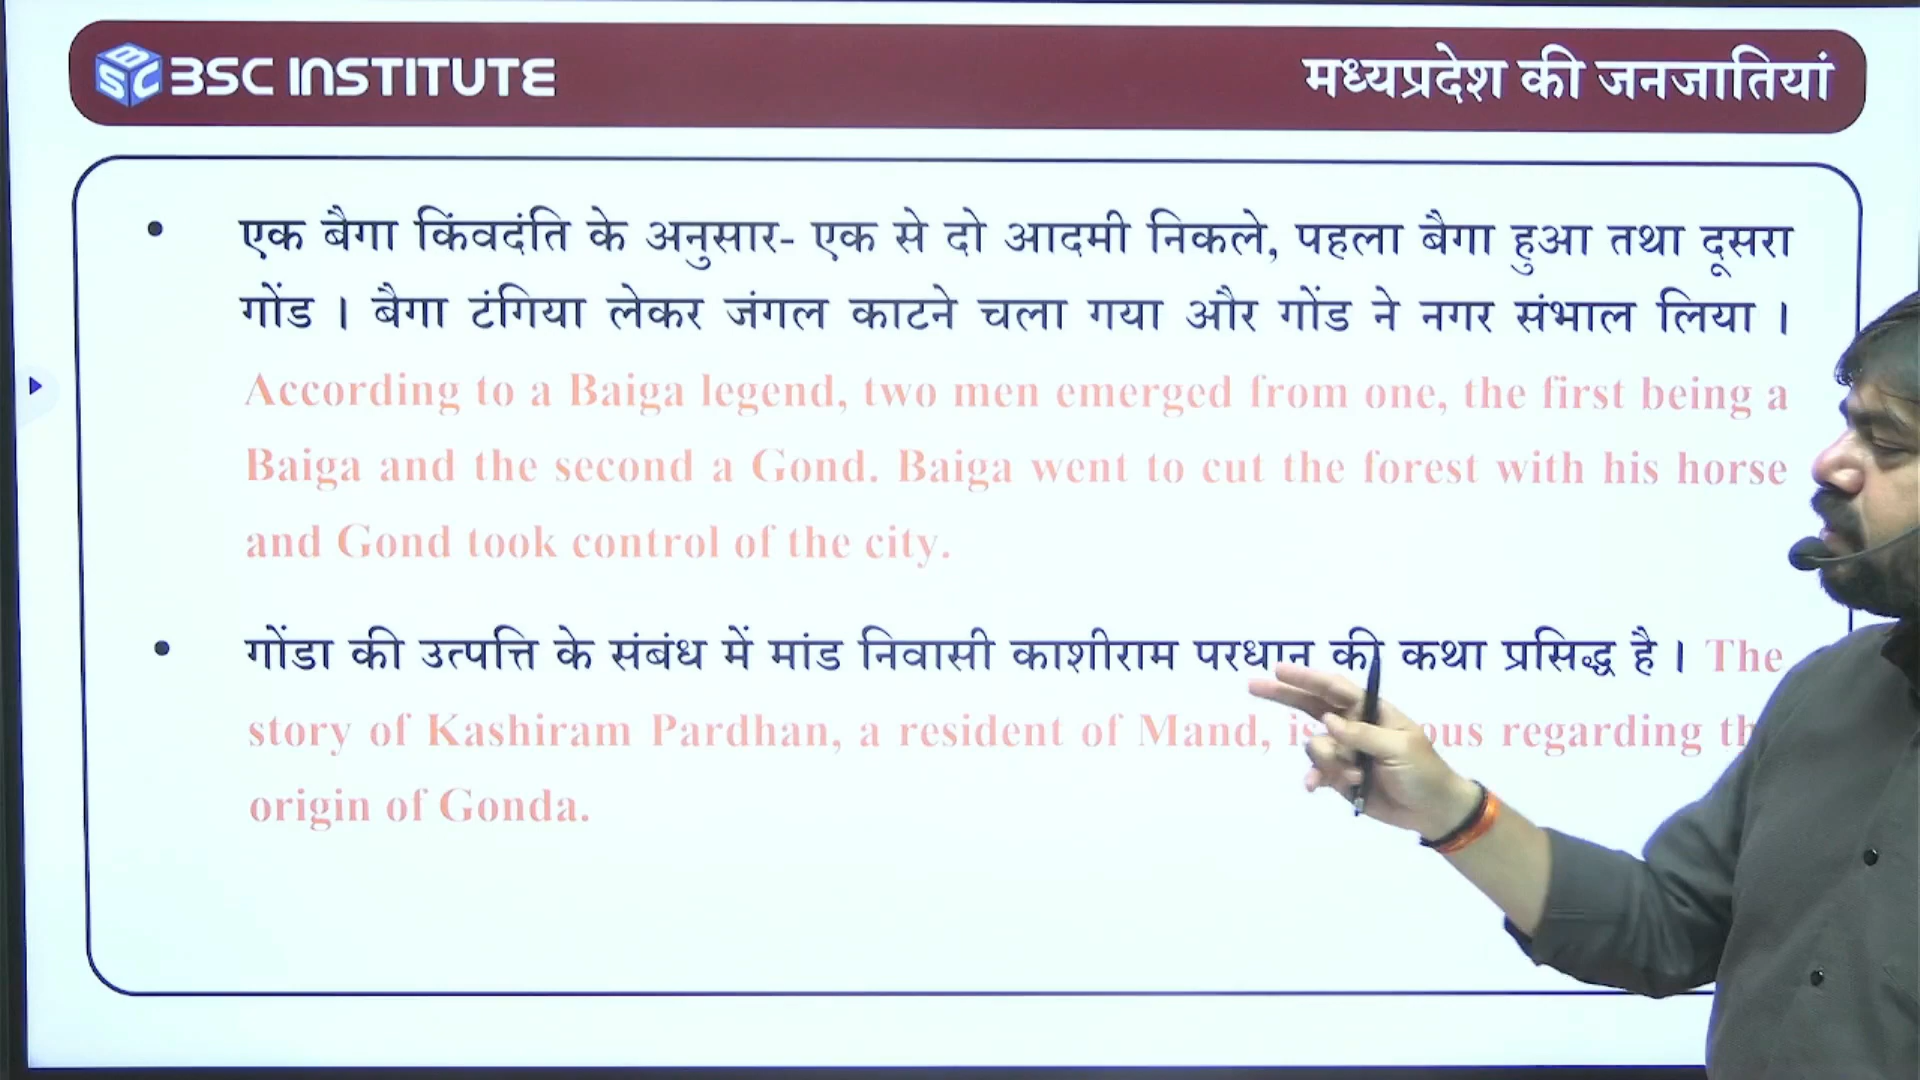 BSC INSTITUTE
मध्यप्रदेश की जनजातियां
• एक बैगा किंवदंति के अनुसार- एक से दो आदमी निकले, पहला बैगा हुआ तथा दूसरा
गोंड । बैगा टंगिया लेकर जंगल काटने चला गया और गोंड ने नगर संभाल लिया ।
According to a Baiga legend, two men emerged from one, the first being a
Baiga and the second a Gond. Baiga went to cut the forest with his horse
and Gond took control of the city.
• गोंडा की उत्पत्ति के संबंध में मांड निवासी काशीराम परधान की कथा प्रसिद्ध है । The
story of Kashiram Pardhan, a resident of Mand, is regarding
origin of Gonda.